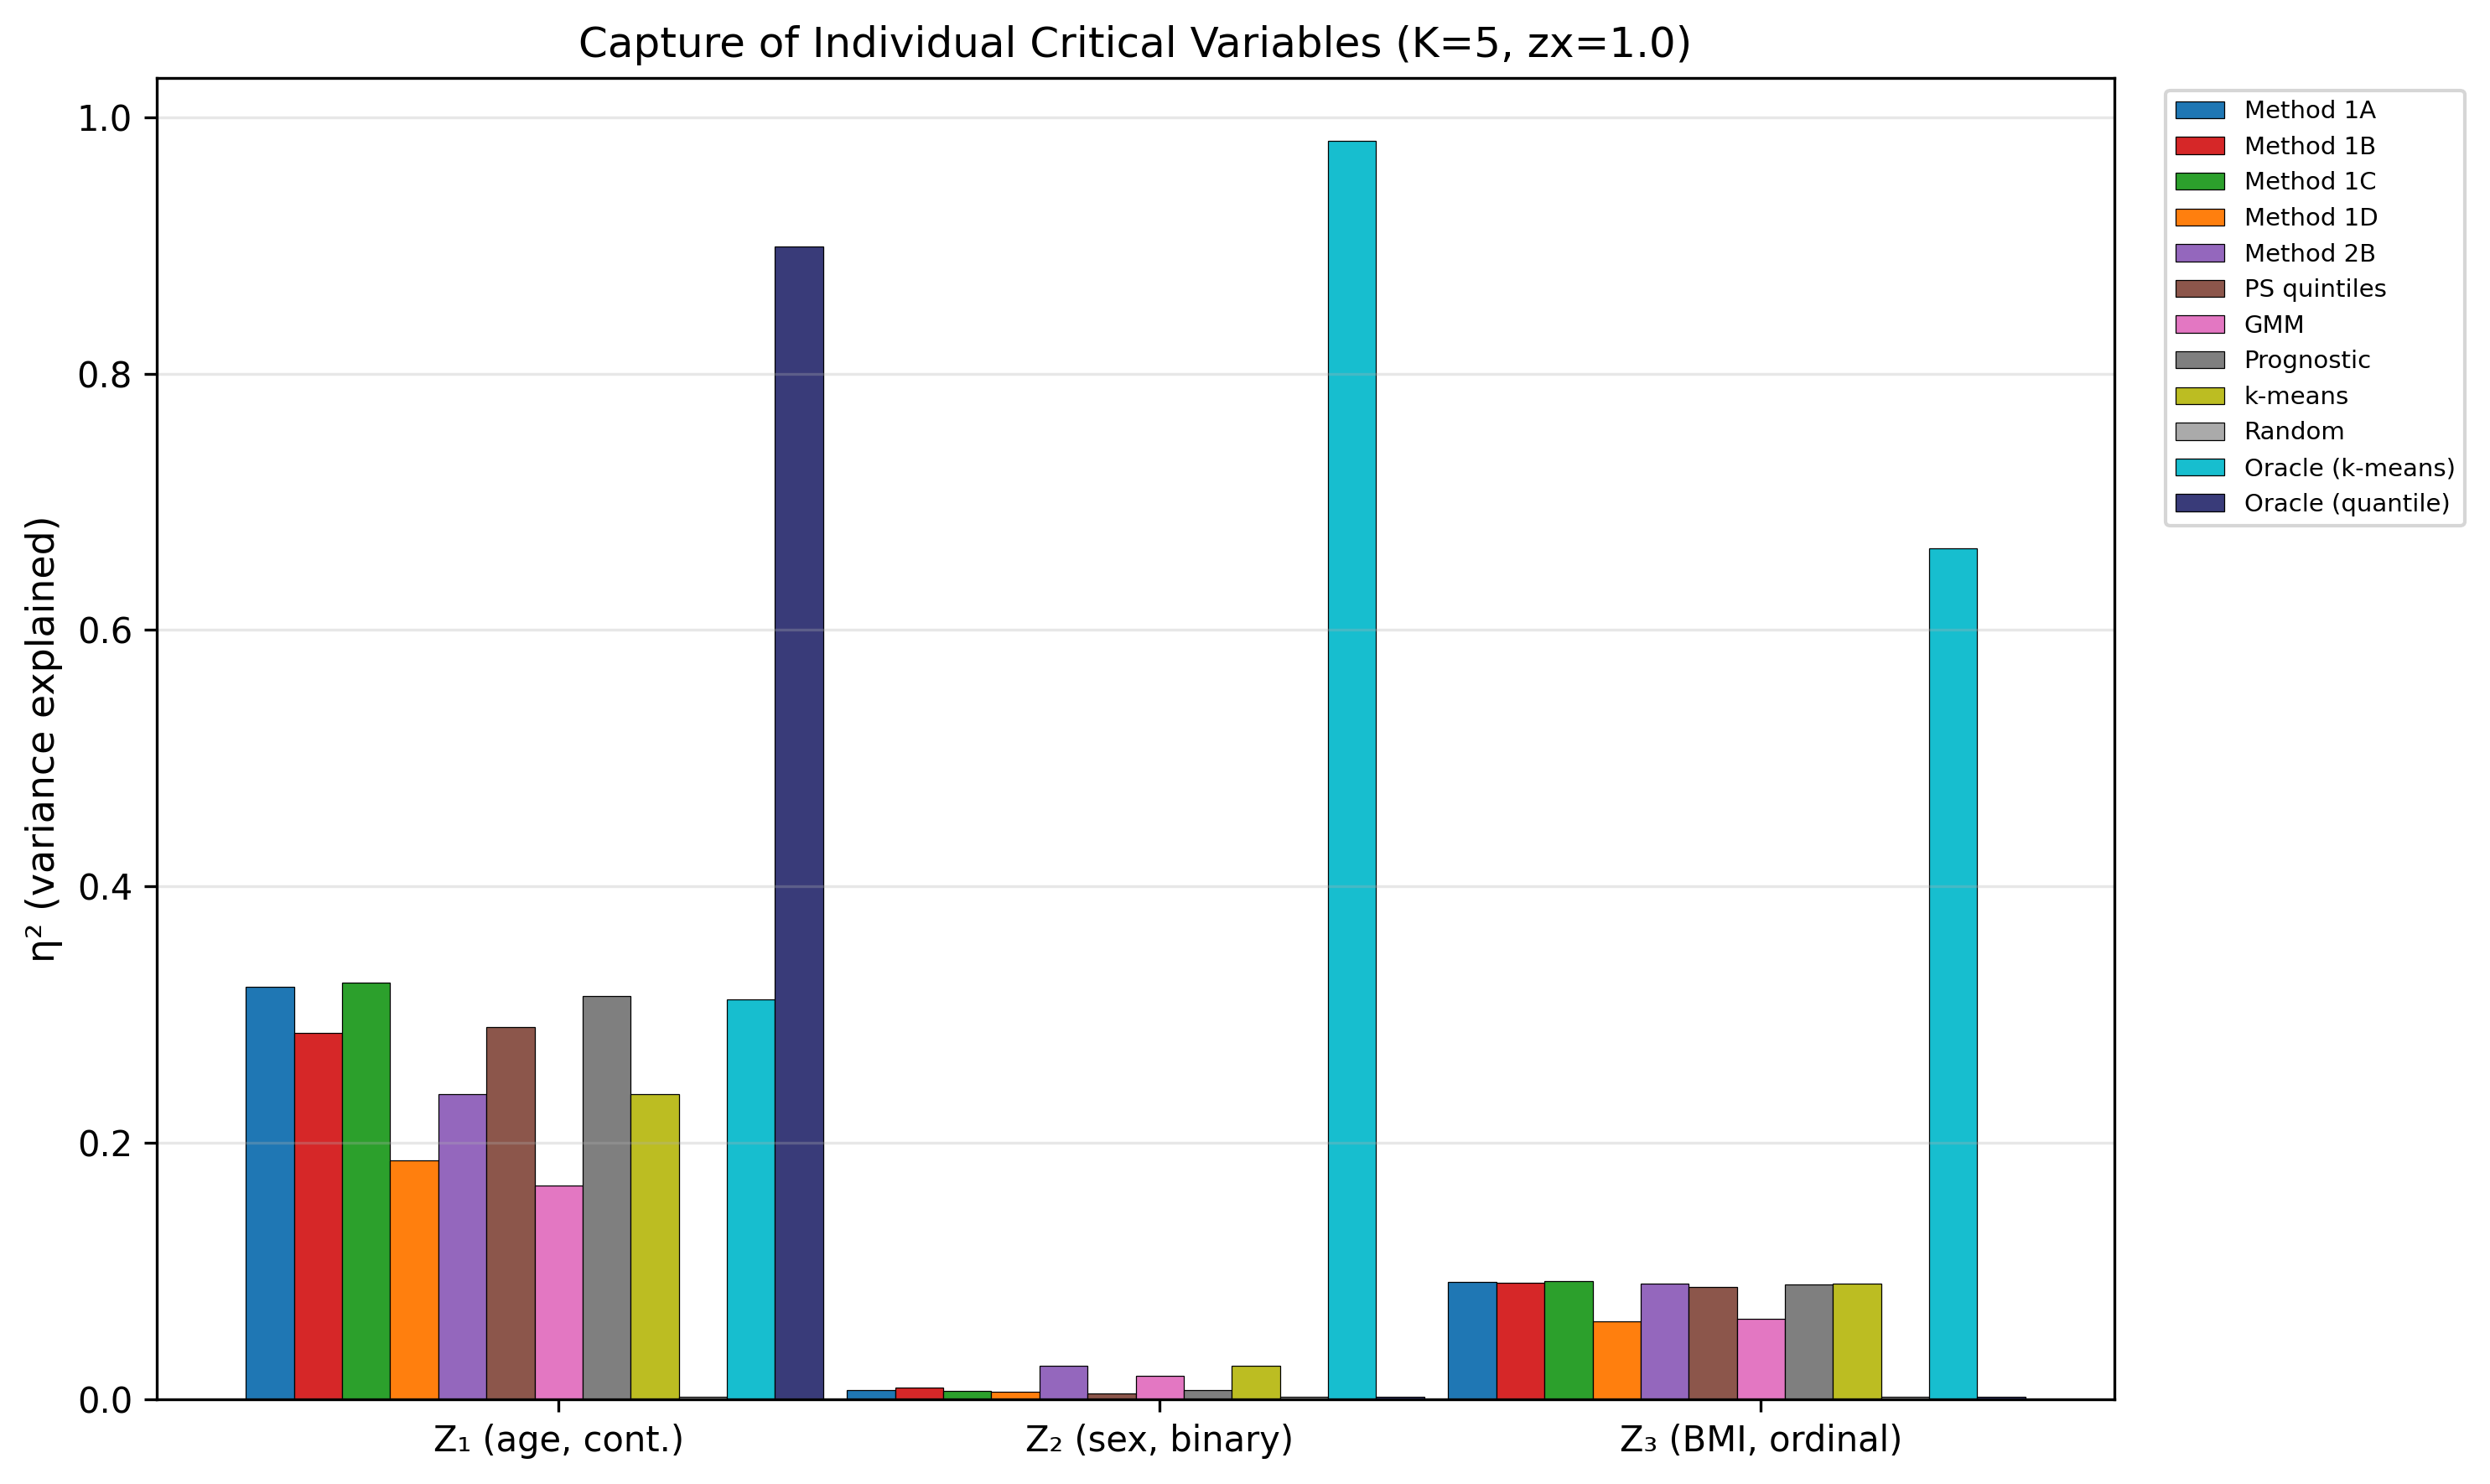 Capture of Individual Critical Variables (K=5, zx=1.0)
η² (variance explained)
1.0
0.8
0.6
0.4
0.2
0.0
Z₁ (age, cont.)
Z₂ (sex, binary)
Z₃ (BMI, ordinal)
Method 1A
Method 1B
Method 1C
Method 1D
Method 2B
PS quintiles
GMM
Prognostic
k-means
Random
Oracle (k-means)
Oracle (quantile)